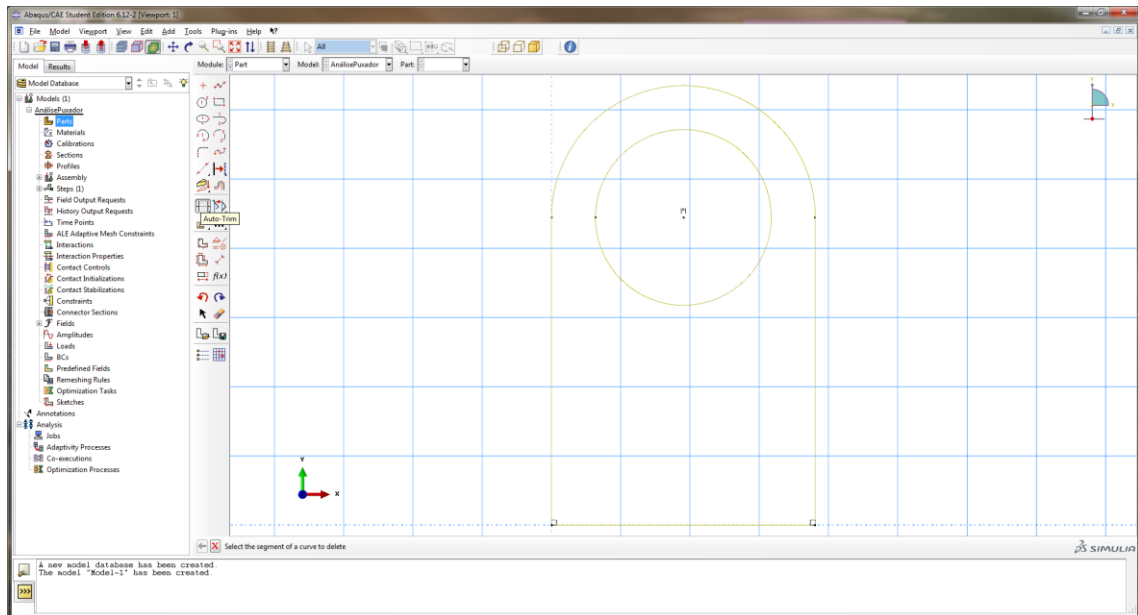 Abaqus/CAE Student Edition 6.12-2 [Viewport: 1]
File Model Viewport View Edit Add Tools Plug-ins Help
All
Model Results
Module: Part Model: AnálisePuxador Part:
Model Database
Models (1)
AnálisePuxador
Parts
Materials
Calibrations
Sections
Profiles
Assembly
Steps (1)
Field Output Requests
History Output Requests
Time Points
ALE Adaptive Mesh Constraints
Interactions
Interaction Properties
Contact Controls
Contact Initializations
Contact Stabilizations
Constraints
Connector Sections
Fields
Amplitudes
Loads
BCs
Predefined Fields
Remeshing Rules
Optimization Tasks
Sketches
Annotations
Analysis
Jobs
Adaptivity Processes
Co-executions
Optimization Processes
Auto-Trim
f(x)
Y
X
Y
X
Select the segment of a curve to delete
SIMULIA
A new model database has been created.
The model "Model-1" has been created.
>>>